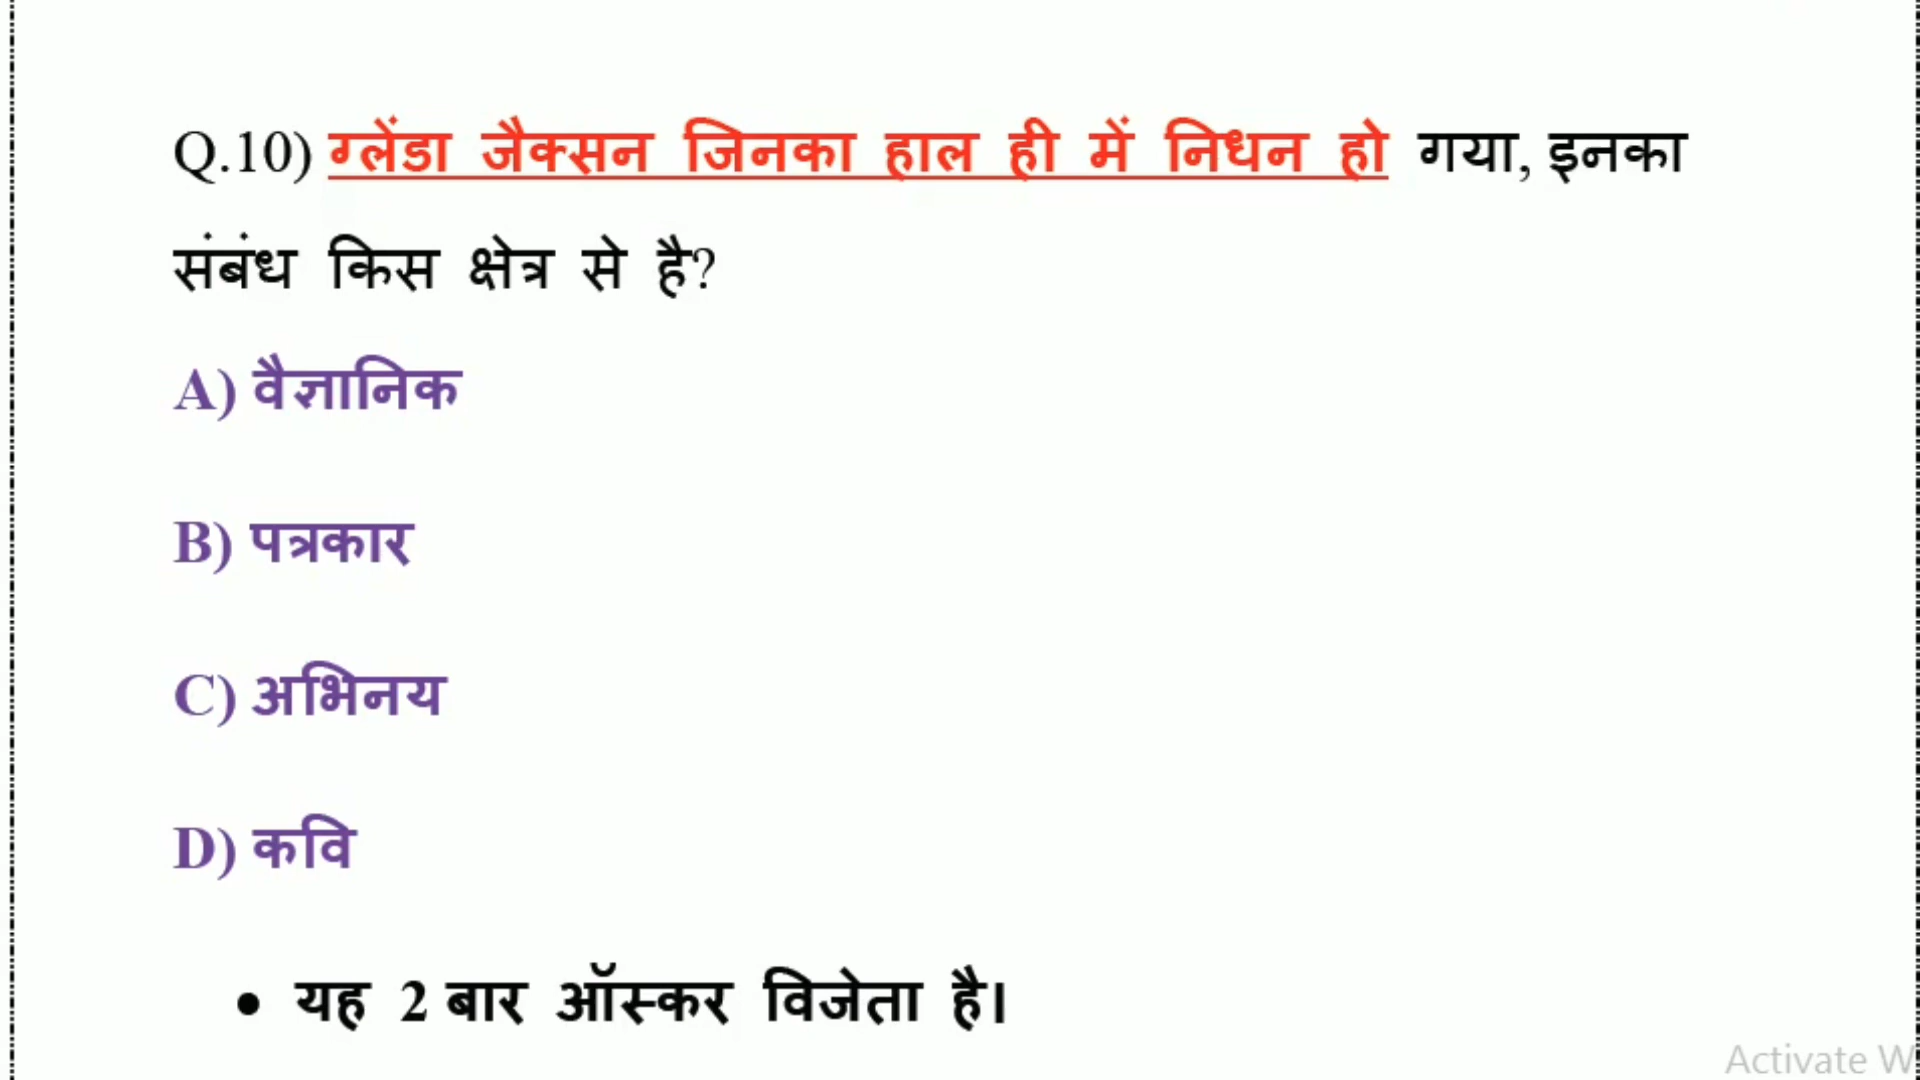 Q.10) ग्लेंडा जैक्सन जिनका हाल ही में निधन हो गया, इनका
संबंध किस क्षेत्र से है?
A) वैज्ञानिक
B) पत्रकार
C) अभिनय
D) कवि
• यह 2 बार ऑस्कर विजेता है।
Activate W